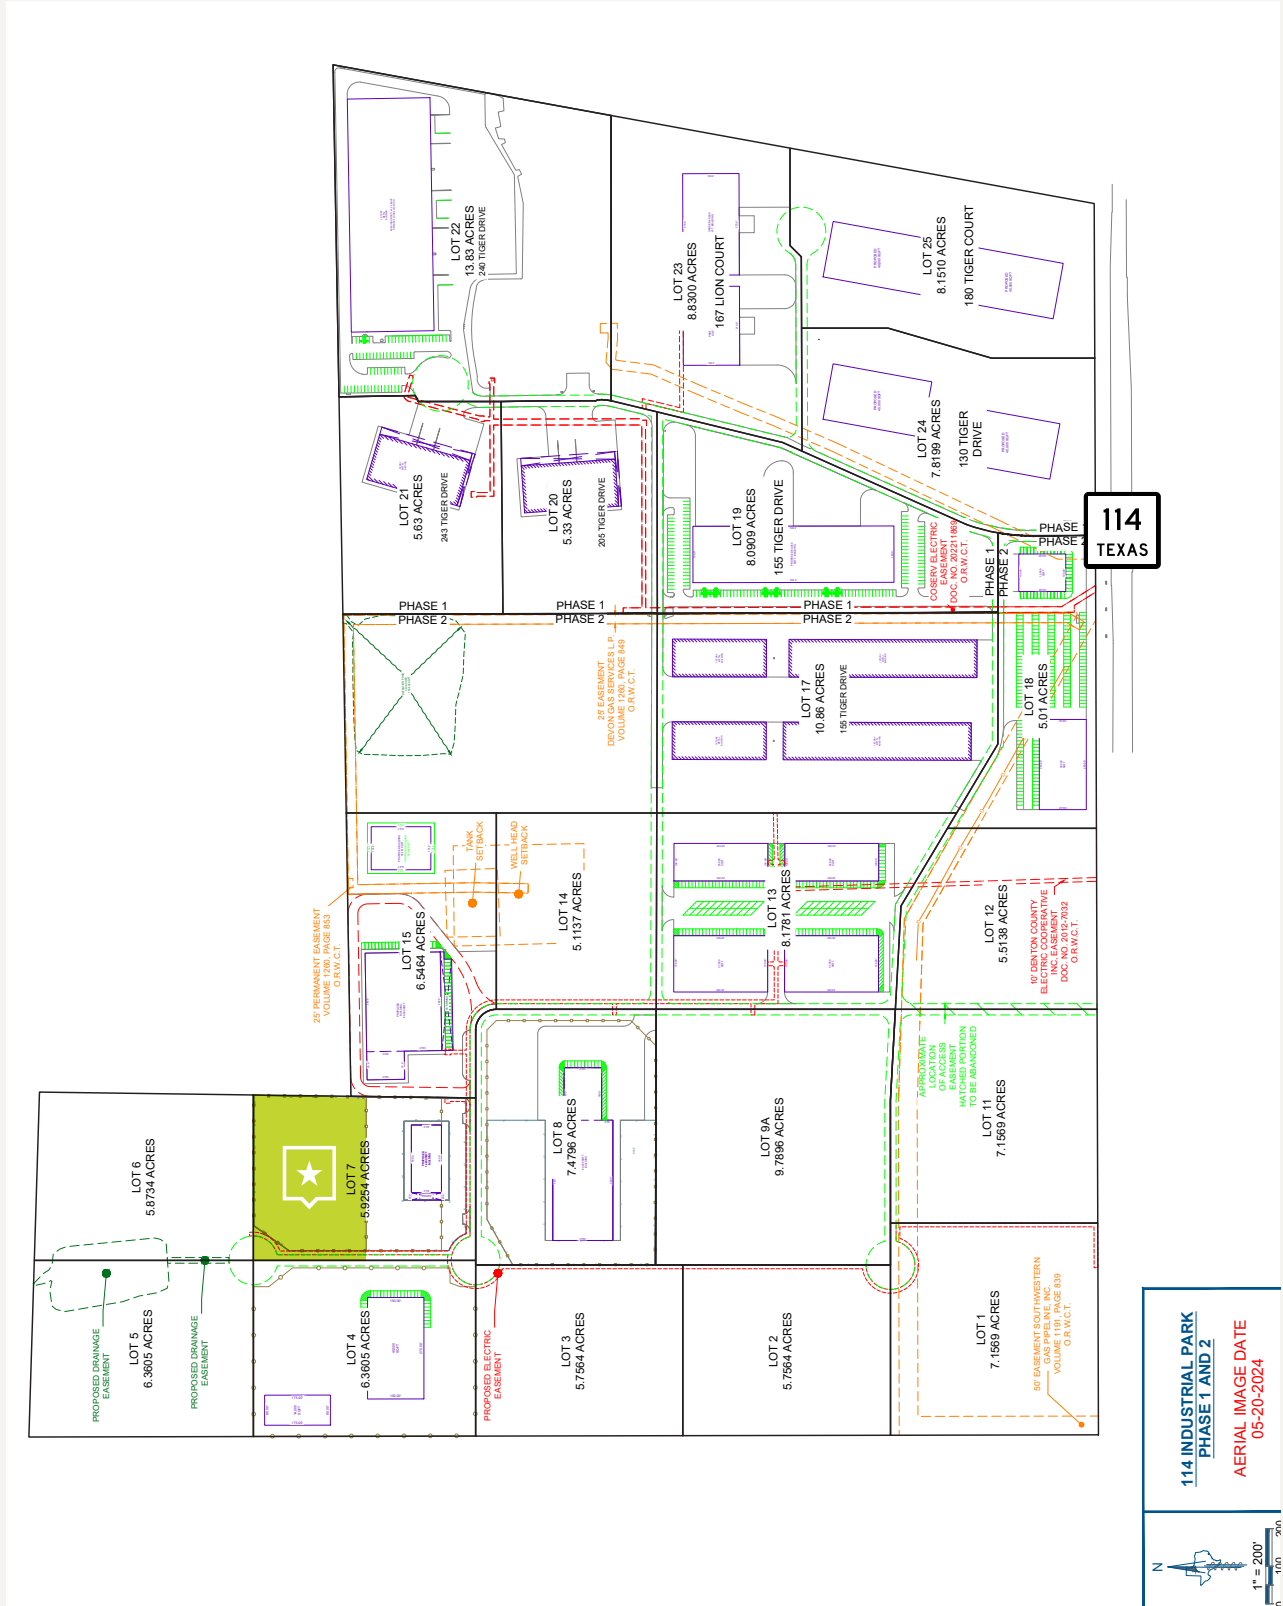 LOT 22
13.83 ACRES
240 TIGER DRIVE
LOT 23
8.8300 ACRES
167 LION COURT
LOT 25
8.1510 ACRES
180 TIGER COURT
LOT 24
7.8199 ACRES
130 TIGER
DRIVE
LOT 21
5.63 ACRES
243 TIGER DRIVE
LOT 20
5.33 ACRES
205 TIGER DRIVE
LOT 19
8.0909 ACRES
155 TIGER DRIVE
COSERV ELECTRIC
EASEMENT
DOC. NO. 202211869
O.R.W.C.T.
114
TEXAS
PHASE 1
PHASE 2
PHASE 1
PHASE 2
PHASE 1
PHASE 2
PHASE 1
PHASE 2
PHASE 1
PHASE 2
25' EASEMENT
DEVON GAS SERVICES L.P.
VOLUME 1260, PAGE 849
O.R.W.C.T.
LOT 17
10.86 ACRES
155 TIGER DRIVE
LOT 18
5.01 ACRES
TANK
SETBACK
WELL HEAD
SETBACK
25' PERMANENT EASEMENT
VOLUME 1260, PAGE 853
O.R.W.C.T.
LOT 15
6.5464 ACRES
LOT 14
5.1137 ACRES
LOT 13
8.1781 ACRES
LOT 12
5.5138 ACRES
10' DENTON COUNTY
ELECTRIC COOPERATIVE
INC. EASEMENT
DOC. NO. 2012-7032
O.R.W.C.T.
APPROXIMATE
LOCATION
OF ACCESS
EASEMENT
HATCHED PORTION
TO BE ABANDONED
LOT 6
5.8734 ACRES
LOT 7
5.9254 ACRES
LOT 8
7.4796 ACRES
LOT 9A
9.7896 ACRES
LOT 11
7.1569 ACRES
PROPOSED DRAINAGE
EASEMENT
LOT 5
6.3605 ACRES
PROPOSED DRAINAGE
EASEMENT
LOT 4
6.3605 ACRES
PROPOSED ELECTRIC
EASEMENT
LOT 3
5.7564 ACRES
LOT 2
5.7564 ACRES
LOT 1
7.1569 ACRES
50' EASEMENT SOUTHWESTERN
GAS PIPELINE, INC.
VOLUME 1191, PAGE 839
O.R.W.C.T.
114 INDUSTRIAL PARK
PHASE 1 AND 2
AERIAL IMAGE DATE
05-20-2024
N
1" = 200'
0 100 200